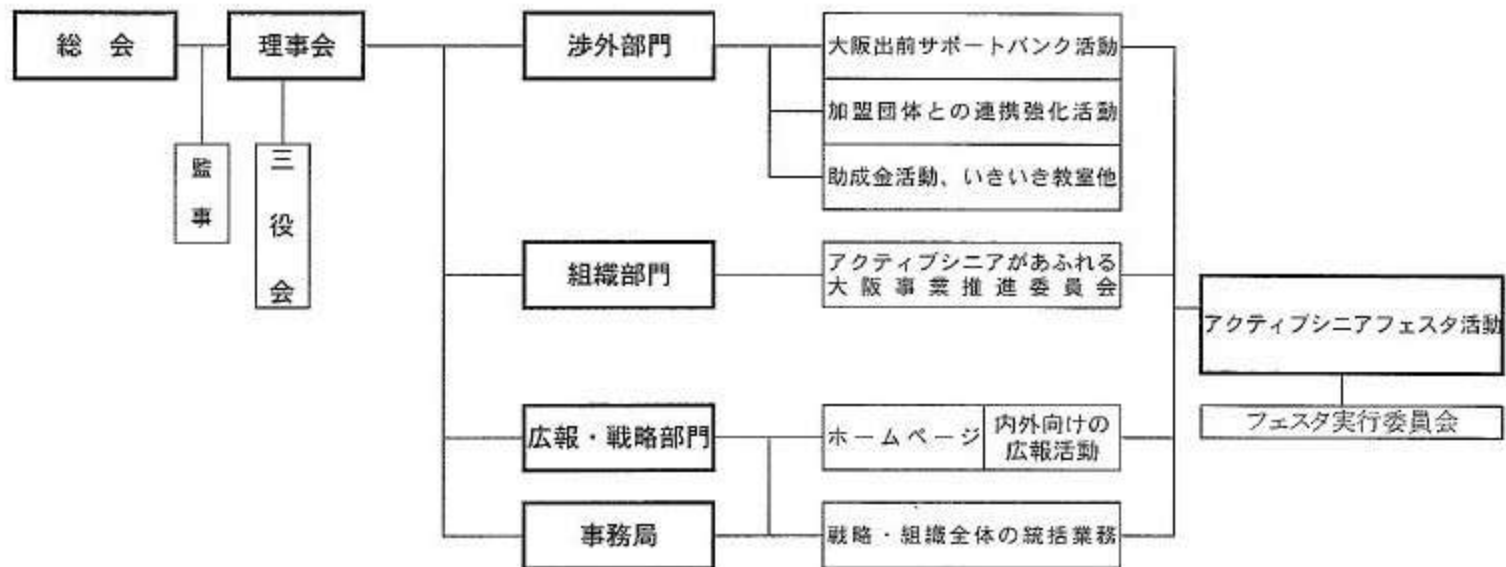 総会
理事会
監事
三役会
渉外部門
大阪出前サポートバンク活動
加盟団体との連携強化活動
助成金活動、いきいき教室他
組織部門
アクティブシニアがあふれる
大阪事業推進委員会
アクティブシニアフェスタ活動
フェスタ実行委員会
広報・戦略部門
ホームページ
内外向けの
広報活動
事務局
戦略・組織全体の統括業務